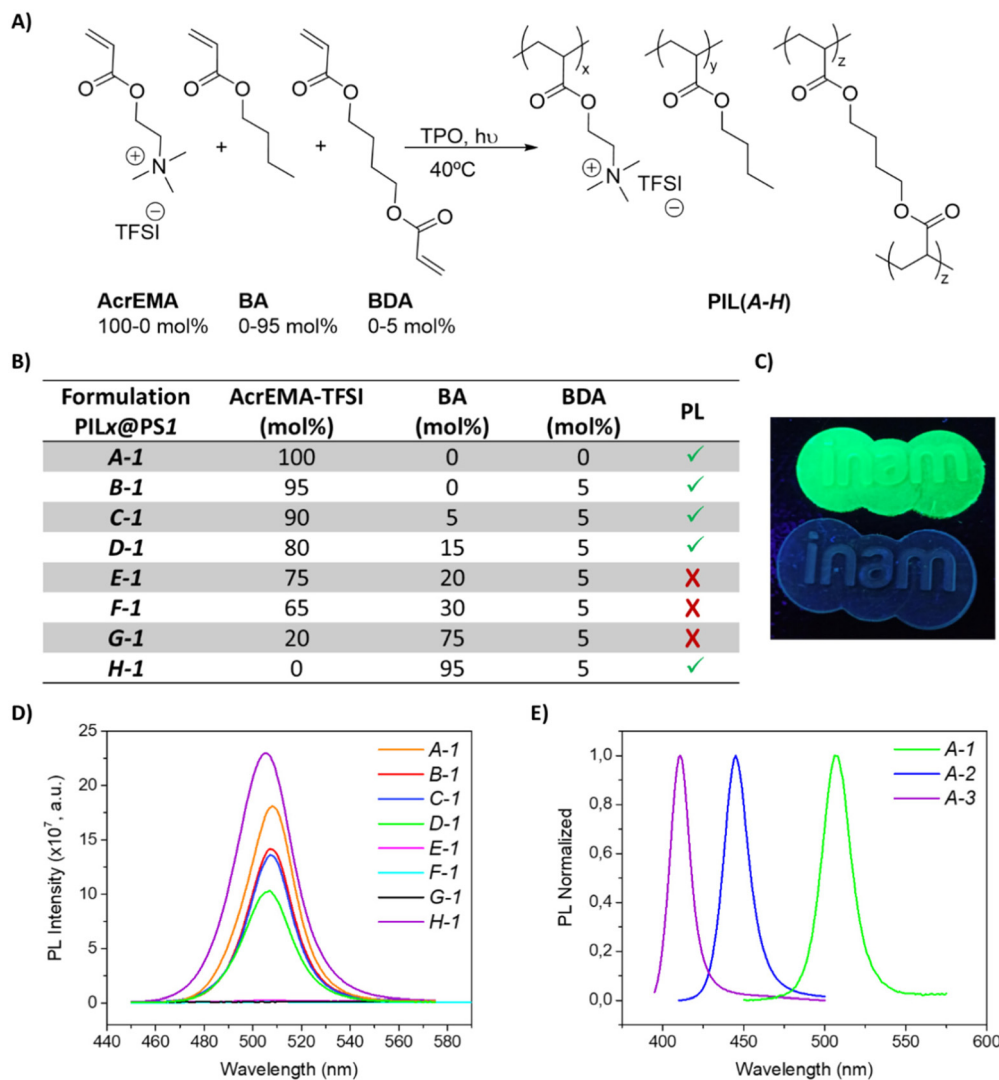 A)
O O O O O O
N
+ +
TFSI
O O
TPO, hυ
40ºC
x y z
O O O O O O
N
TFSI
O O
z
AcrEMA BA BDA PIL(A-H)
100-0 mol% 0-95 mol% 0-5 mol%
B)
Formulation AcrEMA-TFSI BA BDA PL
PILx@PS1 (mol%) (mol%) (mol%)
A-1 100 0 0 ✓
B-1 95 0 5 ✓
C-1 90 5 5 ✓
D-1 80 15 5 ✓
E-1 75 20 5 X
F-1 65 30 5 X
G-1 20 75 5 X
H-1 0 95 5 ✓
C)
inam
inam
D)
PL Intensity (x10⁷, a.u.)
25
20
15
10
5
0
440 460 480 500 520 540 560 580
Wavelength (nm)
A-1
B-1
C-1
D-1
E-1
F-1
G-1
H-1
E)
PL Normalized
1,0
0,8
0,6
0,4
0,2
0,0
400 450 500 550 600
Wavelength (nm)
A-1
A-2
A-3